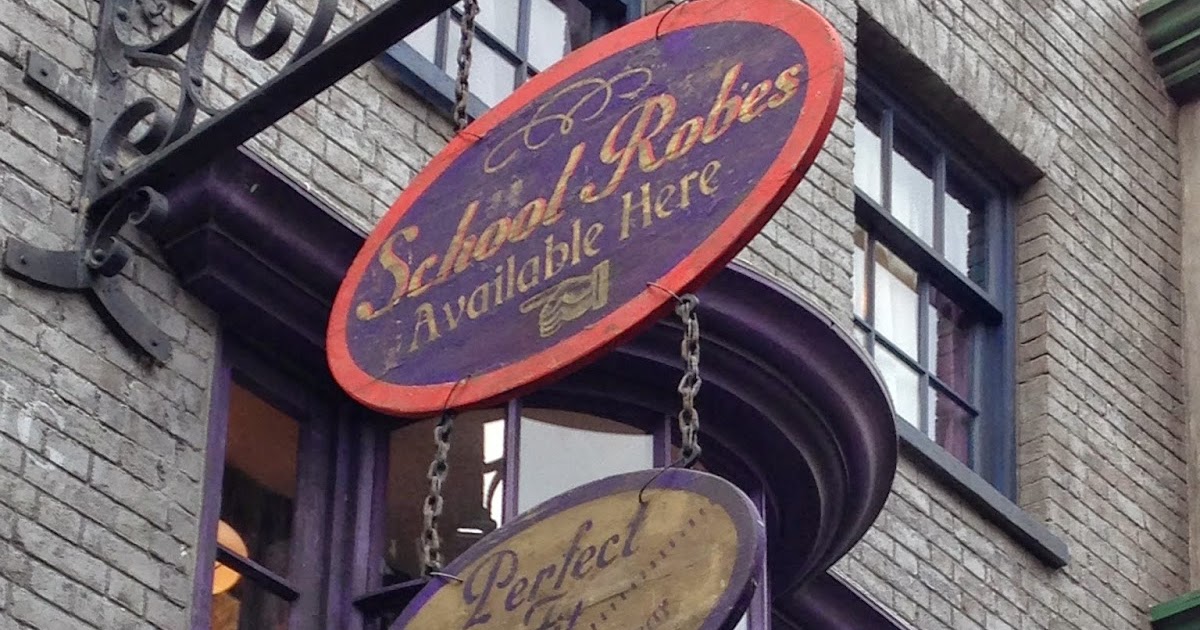 School Robes
Available Here
Perfect